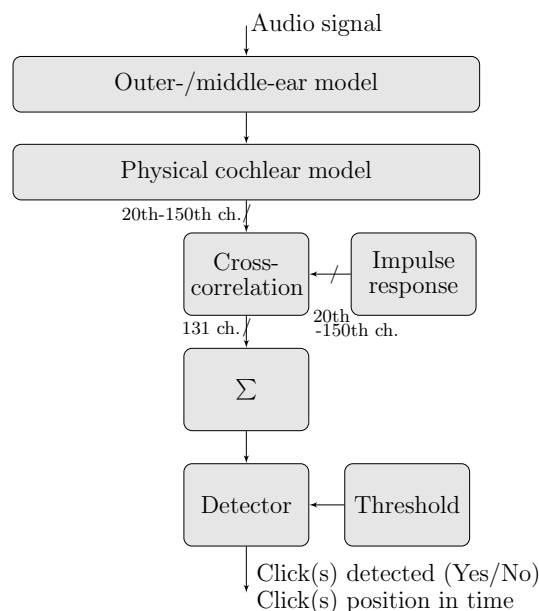 Audio signal
Outer-/middle-ear model
Physical cochlear model
20th-150th ch.
Cross-
correlation
Impulse
response
20th
-150th ch.
131 ch.
Σ
Detector
Threshold
Click(s) detected (Yes/No)
Click(s) position in time